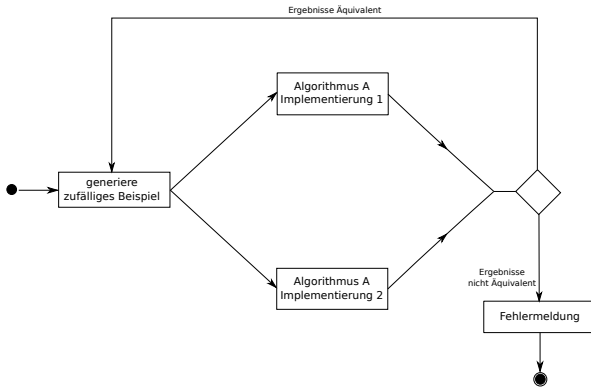 Ergebnisse Äquivalent
Algorithmus A
Implementierung 1
generiere
zufälliges Beispiel
Algorithmus A
Implementierung 2
Ergebnisse
nicht Äquivalent
Fehlermeldung